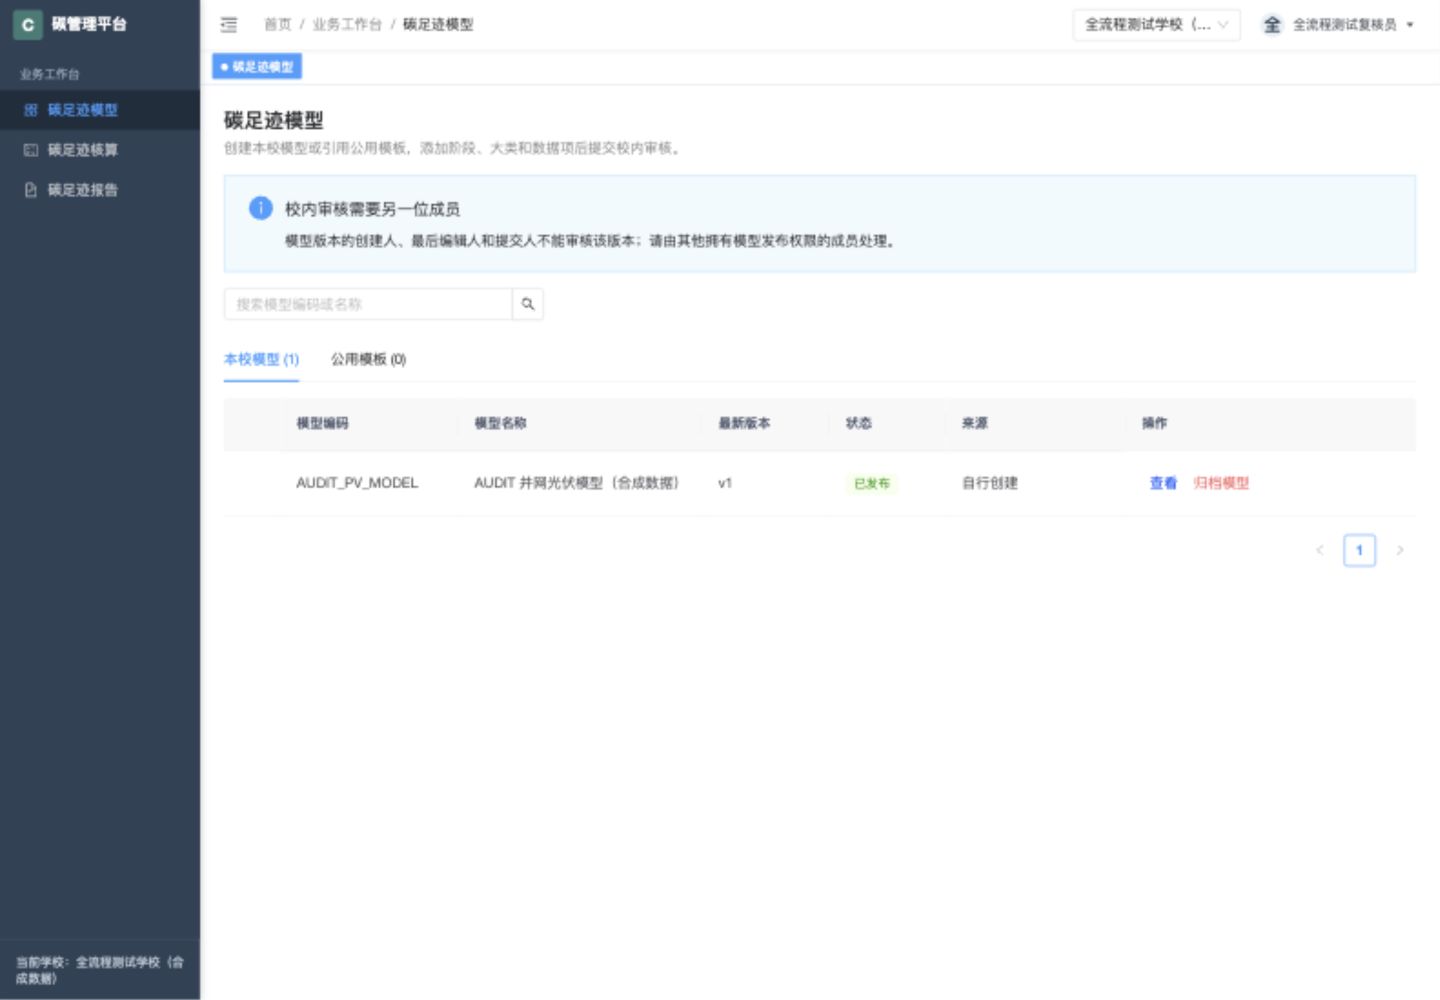 C 碳管理平台
首页 / 业务工作台 / 碳足迹模型
全流程测试学校（...
全 全流程测试复核员
业务工作台
碳足迹模型
碳足迹核算
碳足迹报告
碳足迹模型
碳足迹模型
创建本校模型或引用公用模板，添加阶段、大类和数据项后提交校内审核。
校内审核需要另一位成员
模型版本的创建人、最后编辑人和提交人不能审核该版本；请由其他拥有模型发布权限的成员处理。
搜索模型编码或名称
本校模型 (1) 公用模板 (0)
模型编码 模型名称 最新版本 状态 来源 操作
AUDIT_PV_MODEL AUDIT 并网光伏模型（合成数据） v1 已发布 自行创建 查看 归档模型
1
当前学校：全流程测试学校（合
成数据）